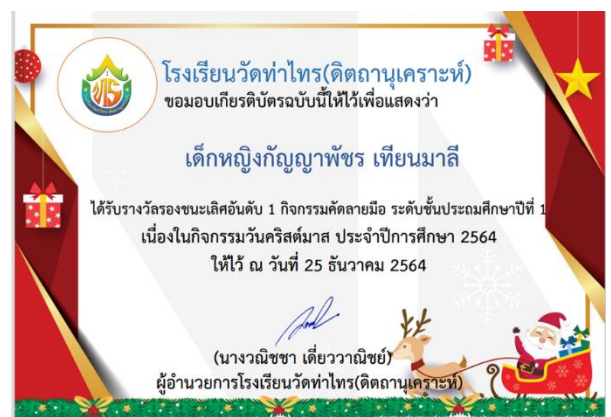 โรงเรียนวัดท่าไทร(ดิตถานุเคราะห์)
ขอมอบเกียรติบัตรฉบับนี้ให้ไว้เพื่อแสดงว่า
เด็กหญิงกัญญาพัชร เทียนมาลี
ได้รับรางวัลรองชนะเลิศอันดับ 1 กิจกรรมคัดลายมือ ระดับชั้นประถมศึกษาปีที่ 1
เนื่องในกิจกรรมวันคริสต์มาส ประจำปีการศึกษา 2564
ให้ไว้ ณ วันที่ 25 ธันวาคม 2564
(นางวณิชชา เดี่ยววาณิชย์)
ผู้อำนวยการโรงเรียนวัดท่าไทร(ดิตถานุเคราะห์)